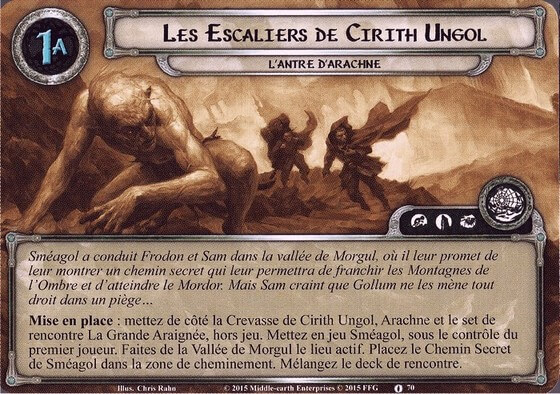 1A
LES ESCALIERS DE CIRITH UNGOL
L'ANTRE D'ARACHNE
Sméagol a conduit Frodon et Sam dans la vallée de Morgul, où il leur promet de
leur montrer un chemin secret qui leur permettra de franchir les Montagnes de
l'Ombre et d'atteindre le Mordor. Mais Sam craint que Gollum ne les mène tout
droit dans un piège…
Mise en place : mettez de côté la Crevasse de Cirith Ungol, Arachne et le set de
rencontre La Grande Araignée, hors jeu. Mettez en jeu Sméagol, sous le contrôle du
premier joueur. Faites de la Vallée de Morgul le lieu actif. Placez le Chemin Secret
de Sméagol dans la zone de cheminement. Mélangez le deck de rencontre.
Illus. Chris Rahn © 2015 Middle-earth Enterprises © 2015 FFG 70